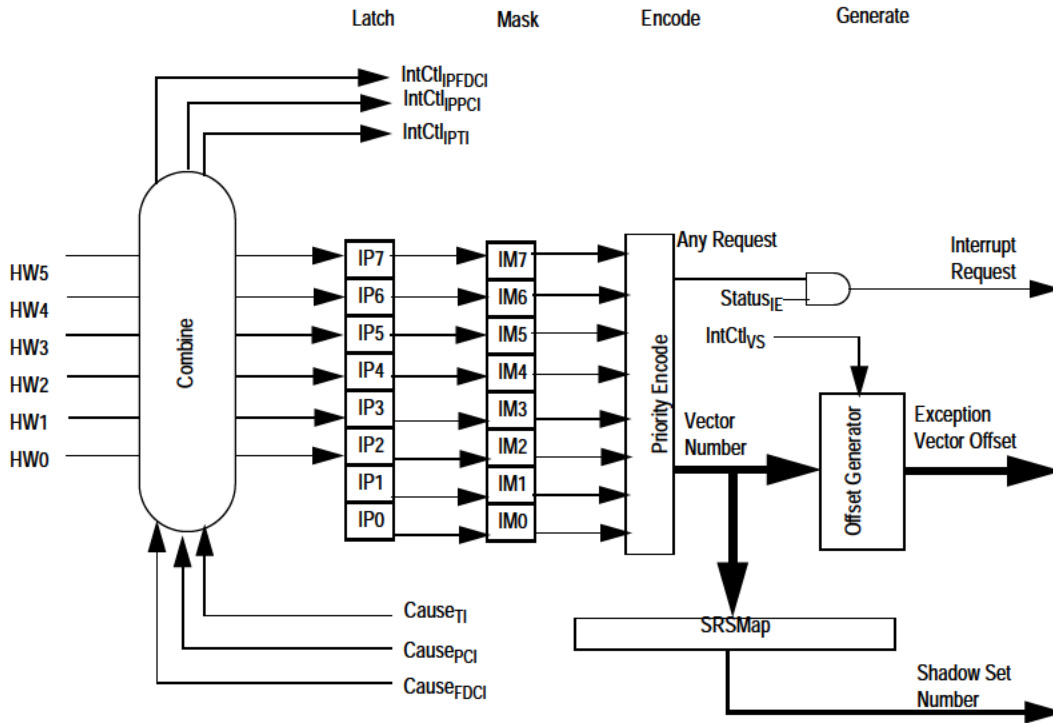 Latch Mask Encode Generate
IntCtlIPFDCI
IntCtlIPPCI
IntCtlIPTI
HW5
HW4
HW3
HW2
HW1
HW0
Combine
IP7
IP6
IP5
IP4
IP3
IP2
IP1
IP0
IM7
IM6
IM5
IM4
IM3
IM2
IM1
IM0
Priority Encode
Any Request
StatusIE
Interrupt
Request
IntCtlVS
Vector
Number
Offset Generator
Exception
Vector Offset
CauseTI
CausePCI
CauseFDCI
SRSMap
Shadow Set
Number